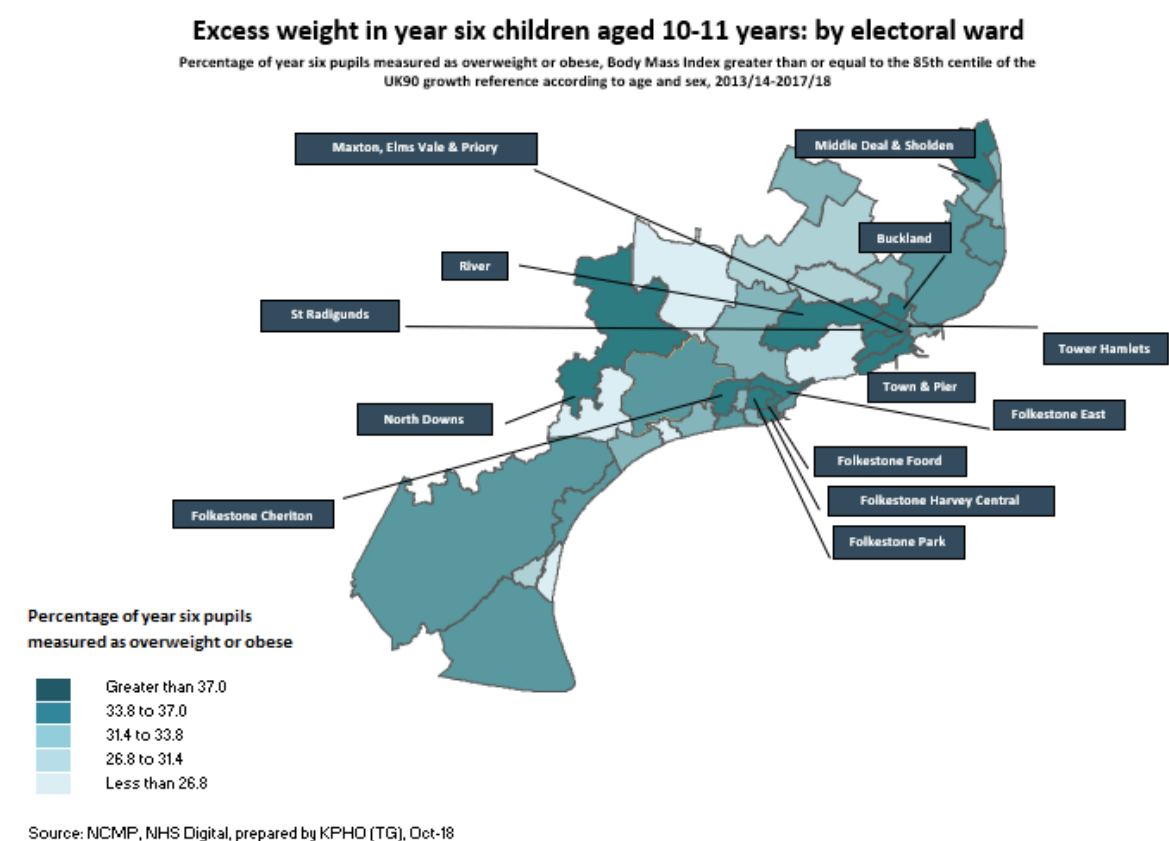 Excess weight in year six children aged 10-11 years: by electoral ward
Percentage of year six pupils measured as overweight or obese, Body Mass Index greater than or equal to the 85th centile of the
UK90 growth reference according to age and sex, 2013/14-2017/18
Maxton, Elms Vale & Priory
Middle Deal & Sholden
Buckland
River
St Radigunds
Tower Hamlets
Town & Pier
North Downs
Folkestone East
Folkestone Foord
Folkestone Harvey Central
Folkestone Cheriton
Folkestone Park
Percentage of year six pupils
measured as overweight or obese
Greater than 37.0
33.8 to 37.0
31.4 to 33.8
26.8 to 31.4
Less than 26.8
Source: NCMP, NHS Digital, prepared by KPHO (TG), Oct-18